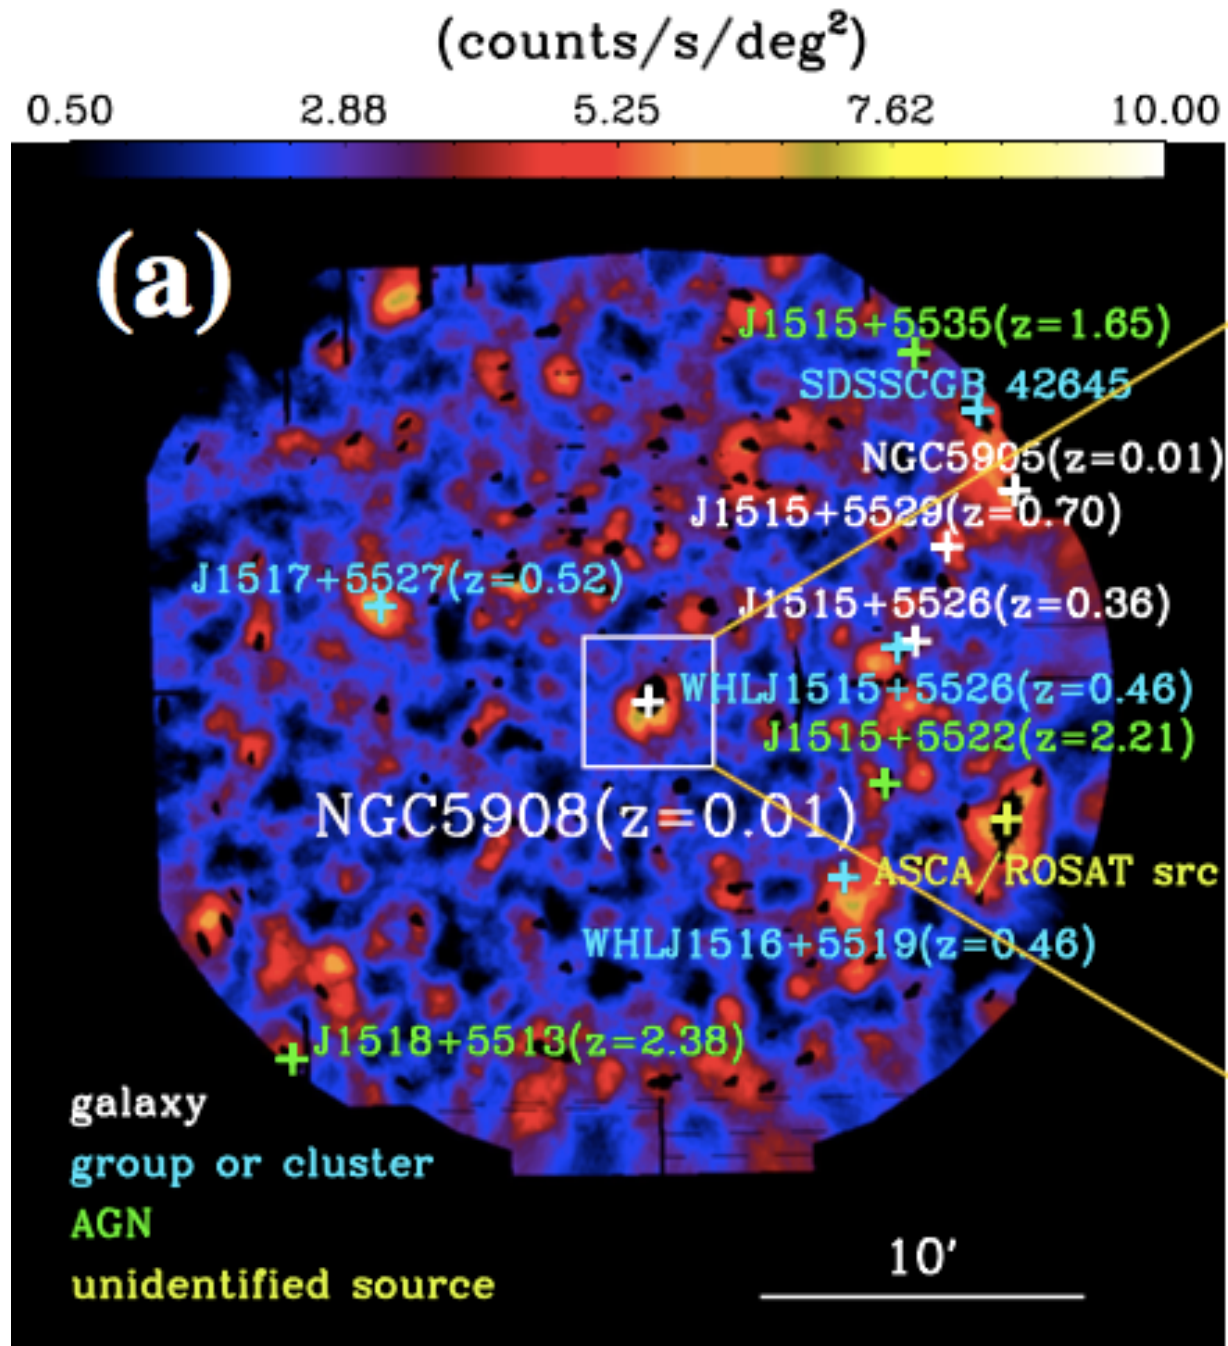 (counts/s/deg²)
0.50 2.88 5.25 7.62 10.00
(a)
J1515+5535(z=1.65)
SDSSCGB 42645
NGC5905(z=0.01)
J1515+5529(z=0.70)
J1517+5527(z=0.52)
J1515+5526(z=0.36)
WHLJ1515+5526(z=0.46)
J1515+5522(z=2.21)
NGC5908(z=0.01)
ASCA/ROSAT src
WHLJ1516+5519(z=0.46)
J1518+5513(z=2.38)
galaxy
group or cluster
AGN
unidentified source
10'